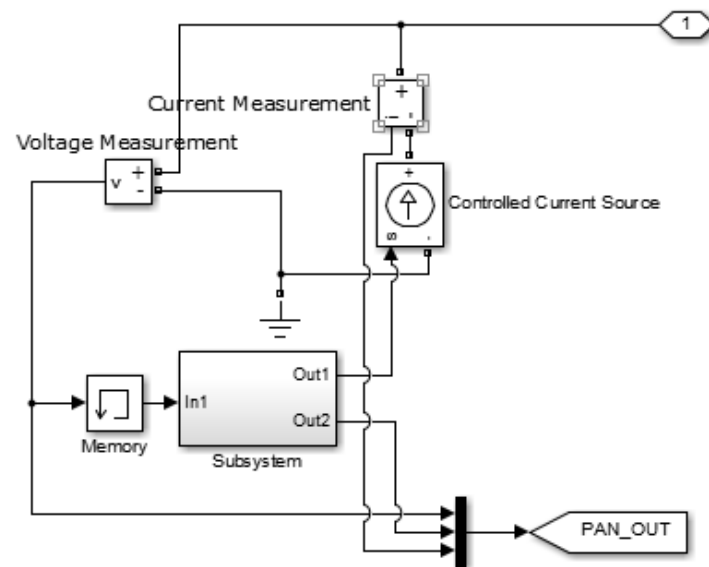 1
+
Current Measurement
i -
Voltage Measurement
v + -
+
Controlled Current Source
s -
Out1
In1
Out2
Memory
Subsystem
PAN_OUT